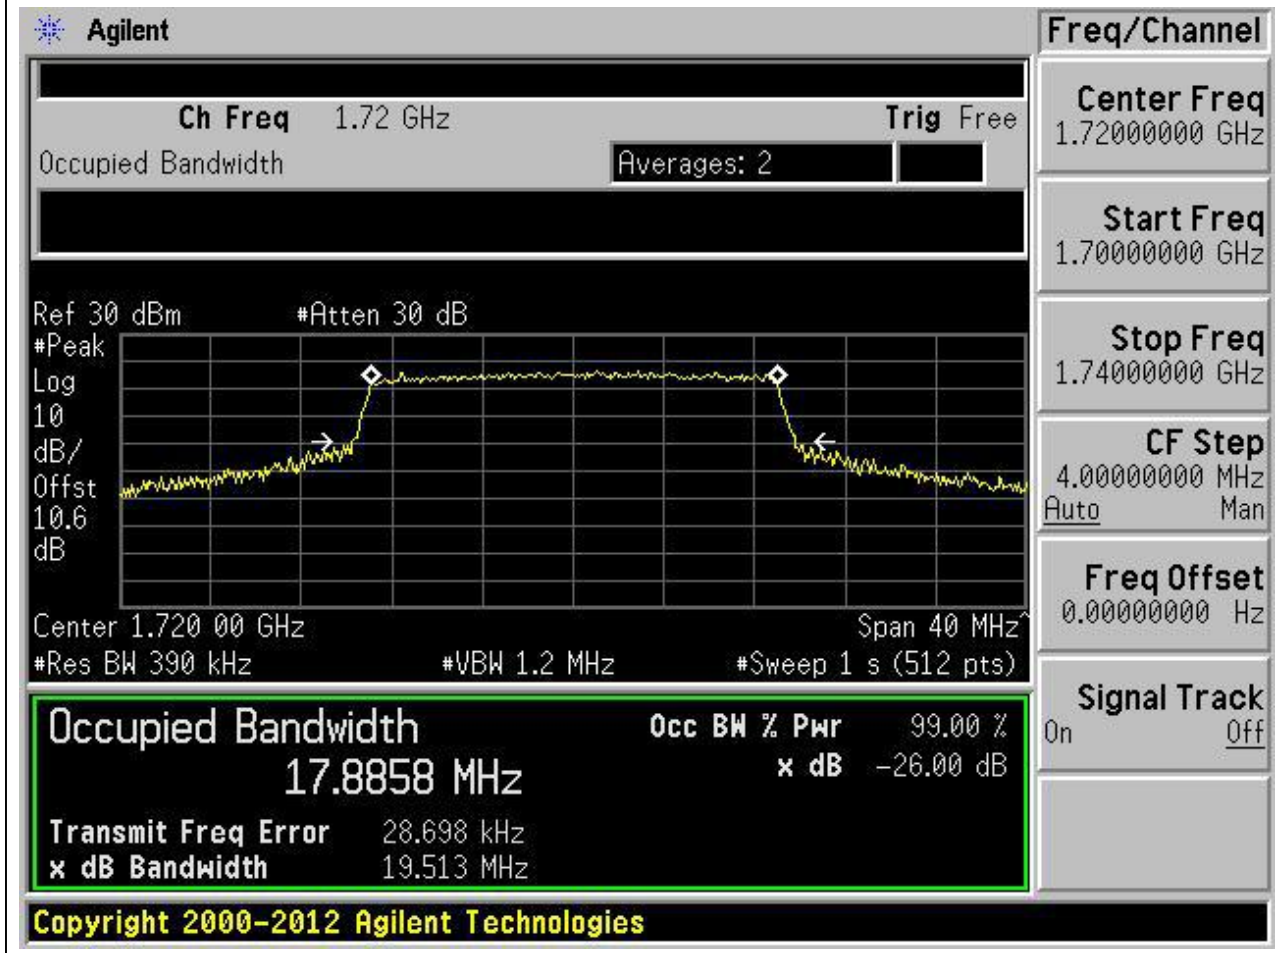 Agilent
Freq/Channel
Ch Freq 1.72 GHz Trig Free
Occupied Bandwidth Averages: 2
Center Freq
1.72000000 GHz
Start Freq
1.70000000 GHz
Stop Freq
1.74000000 GHz
CF Step
4.00000000 MHz
Auto Man
Freq Offset
0.00000000 Hz
Signal Track
On Off
Ref 30 dBm #Atten 30 dB
#Peak
Log
10
dB/
Offst
10.6
dB
Center 1.720 00 GHz Span 40 MHz^
#Res BW 390 kHz #VBW 1.2 MHz #Sweep 1 s (512 pts)
Occupied Bandwidth Occ BW % Pwr 99.00 %
17.8858 MHz x dB -26.00 dB
Transmit Freq Error 28.698 kHz
x dB Bandwidth 19.513 MHz
Copyright 2000-2012 Agilent Technologies